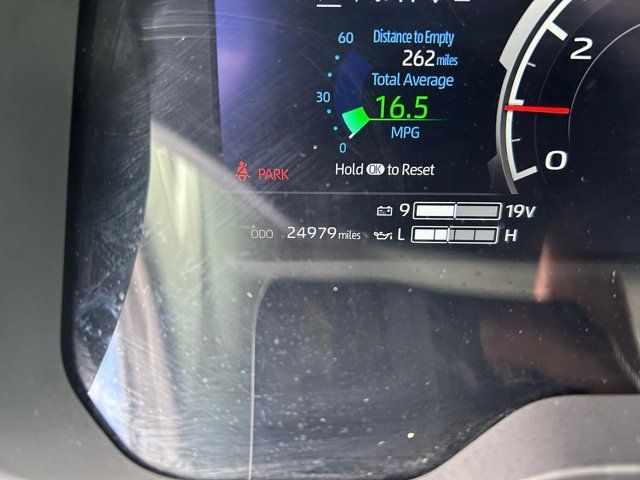 Distance to Empty
60
262 miles
Total Average
30
16.5
MPG
0
Hold OK to Reset
PARK
2
0
9 19V
ODO 24979 miles
L H